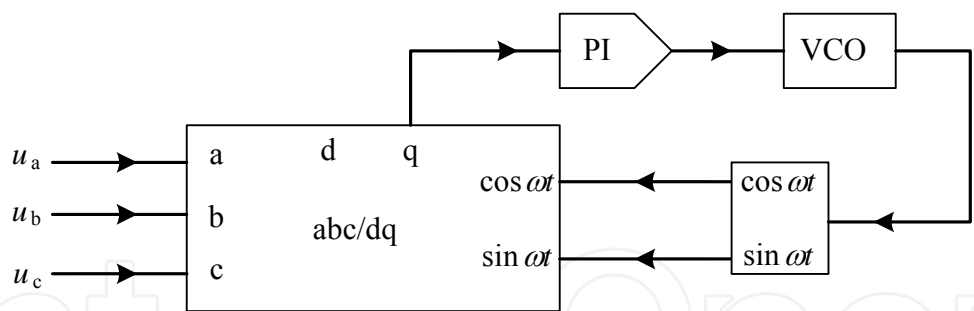 PI
VCO
u_a
a
d
q
cos ωt
cos ωt
u_b
b
abc/dq
u_c
c
sin ωt
sin ωt